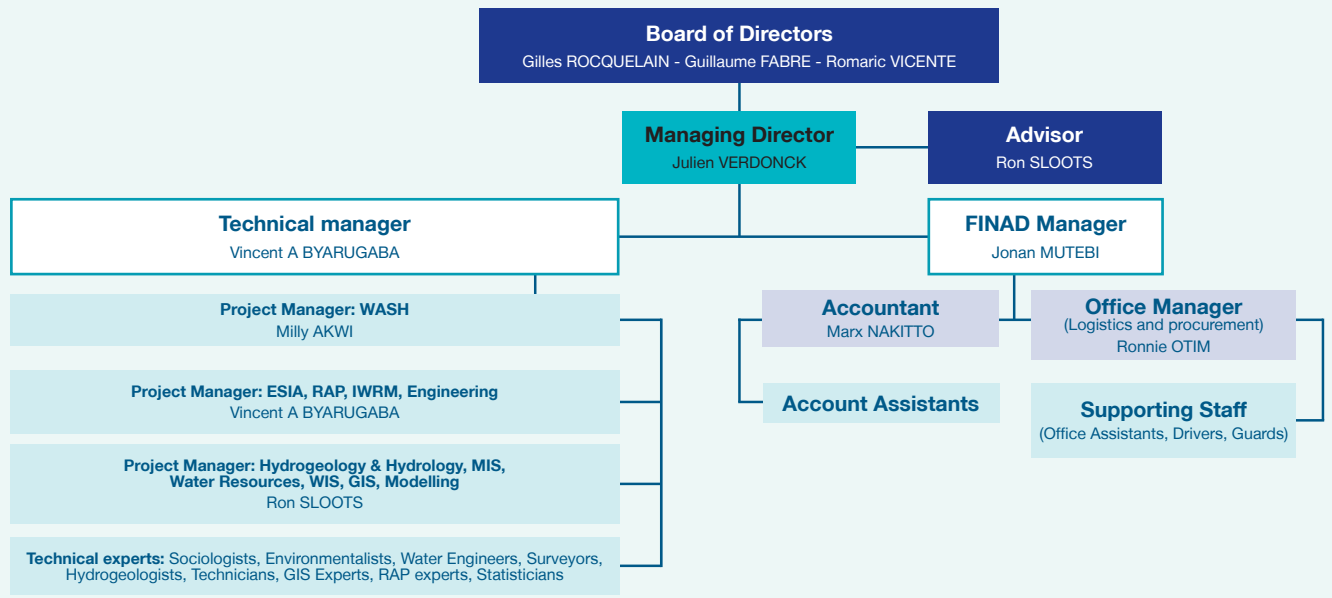 Board of Directors
Gilles ROCQUELAIN - Guillaume FABRE - Romaric VICENTE
Managing Director
Julien VERDONCK
Advisor
Ron SLOOTS
Technical manager
Vincent A BYARUGABA
FINAD Manager
Jonan MUTEBI
Project Manager: WASH
Milly AKWI
Project Manager: ESIA, RAP, IWRM, Engineering
Vincent A BYARUGABA
Project Manager: Hydrogeology & Hydrology, MIS,
Water Resources, WIS, GIS, Modelling
Ron SLOOTS
Technical experts: Sociologists, Environmentalists, Water Engineers, Surveyors,
Hydrogeologists, Technicians, GIS Experts, RAP experts, Statisticians
Accountant
Marx NAKITTO
Account Assistants
Office Manager
(Logistics and procurement)
Ronnie OTIM
Supporting Staff
(Office Assistants, Drivers, Guards)